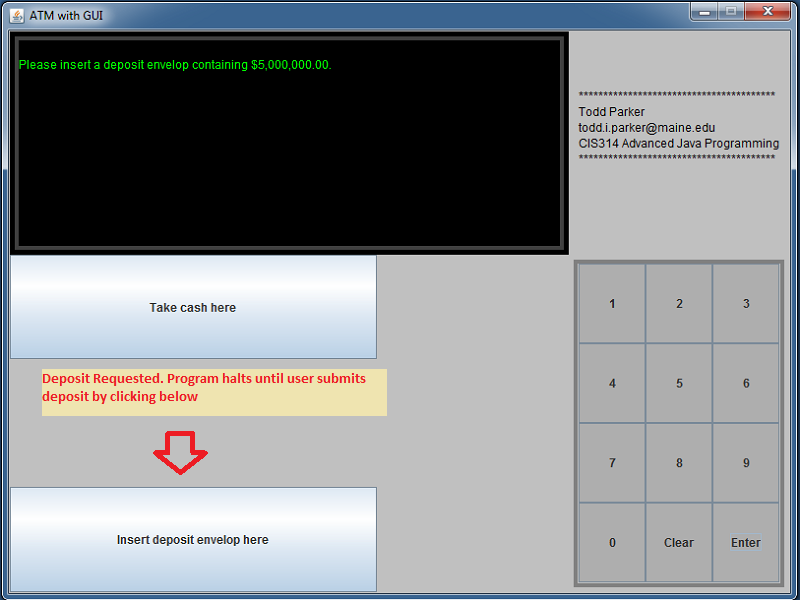 ATM with GUI
Please insert a deposit envelop containing $5,000,000.00.
****************************************
Todd Parker
todd.i.parker@maine.edu
CIS314 Advanced Java Programming
****************************************
Take cash here
Deposit Requested. Program halts until user submits
deposit by clicking below
Insert deposit envelop here
1 2 3
4 5 6
7 8 9
0 Clear Enter